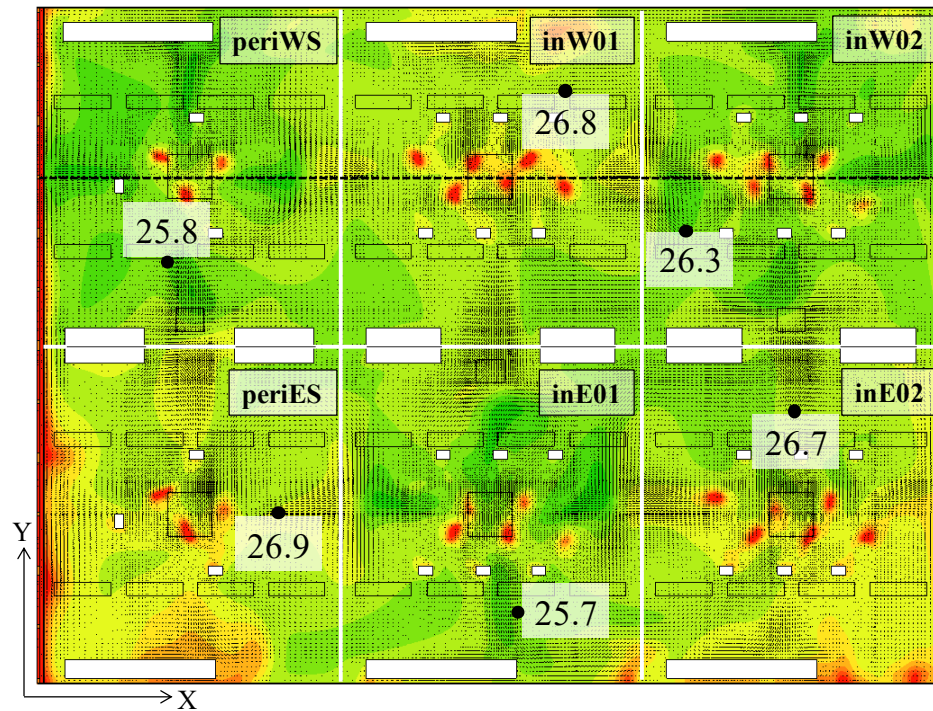 periWS
inW01
inW02
26.8
25.8
26.3
periES
inE01
inE02
26.7
26.9
25.7
Y
X